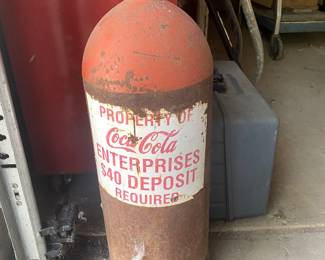 PROPERTY OF
Coca-Cola
ENTERPRISES
$40 DEPOSIT
REQUIRED